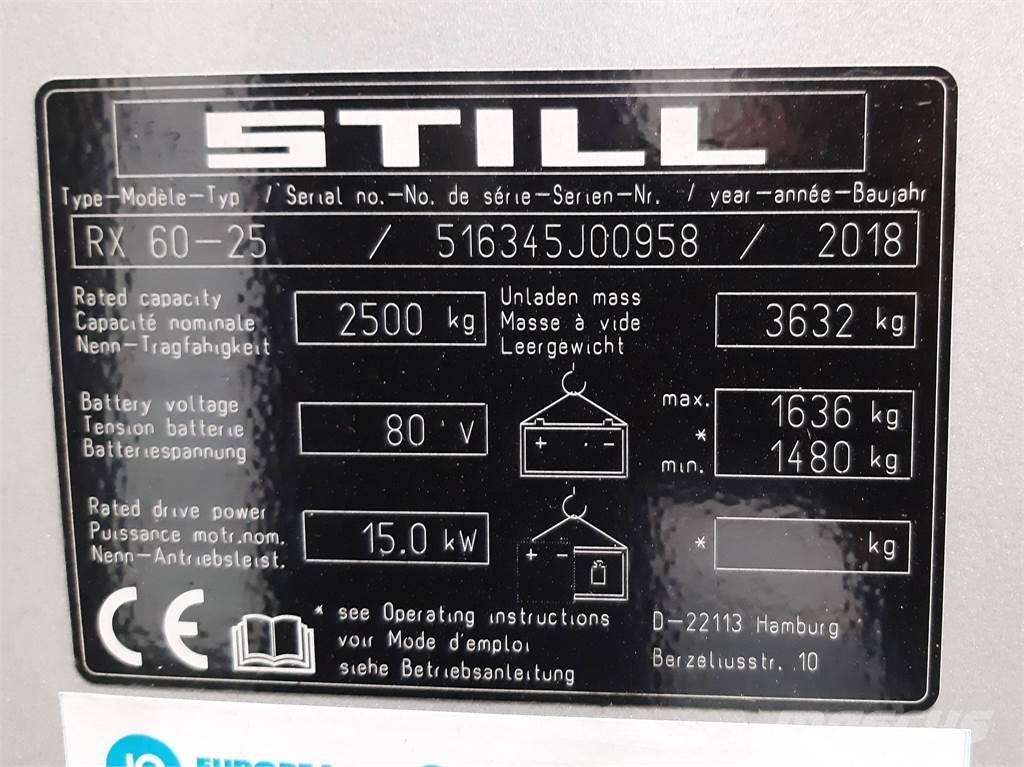 STILL
Type-Modèle-Typ / Serial no.-No. de série-Serien-Nr. / year-année-Baujahr
RX 60-25 / 516345J00958 / 2018
Rated capacity
Capacité nominale
Nenn-Tragfähigkeit
2500 kg
Unladen mass
Masse à vide
Leergewicht
3632 kg
Battery voltage
Tension batterie
Batteriespannung
80 V
+ -
max. 1636 kg
*
min. 1480 kg
Rated drive power
Puissance motr.nom.
Nenn-Antriebsleist.
15.0 kW
+ -
* kg
CE
* see Operating instructions
voir Mode d'emploi
siehe Betriebsanleitung
D-22113 Hamburg
Berzeliusstr. 10